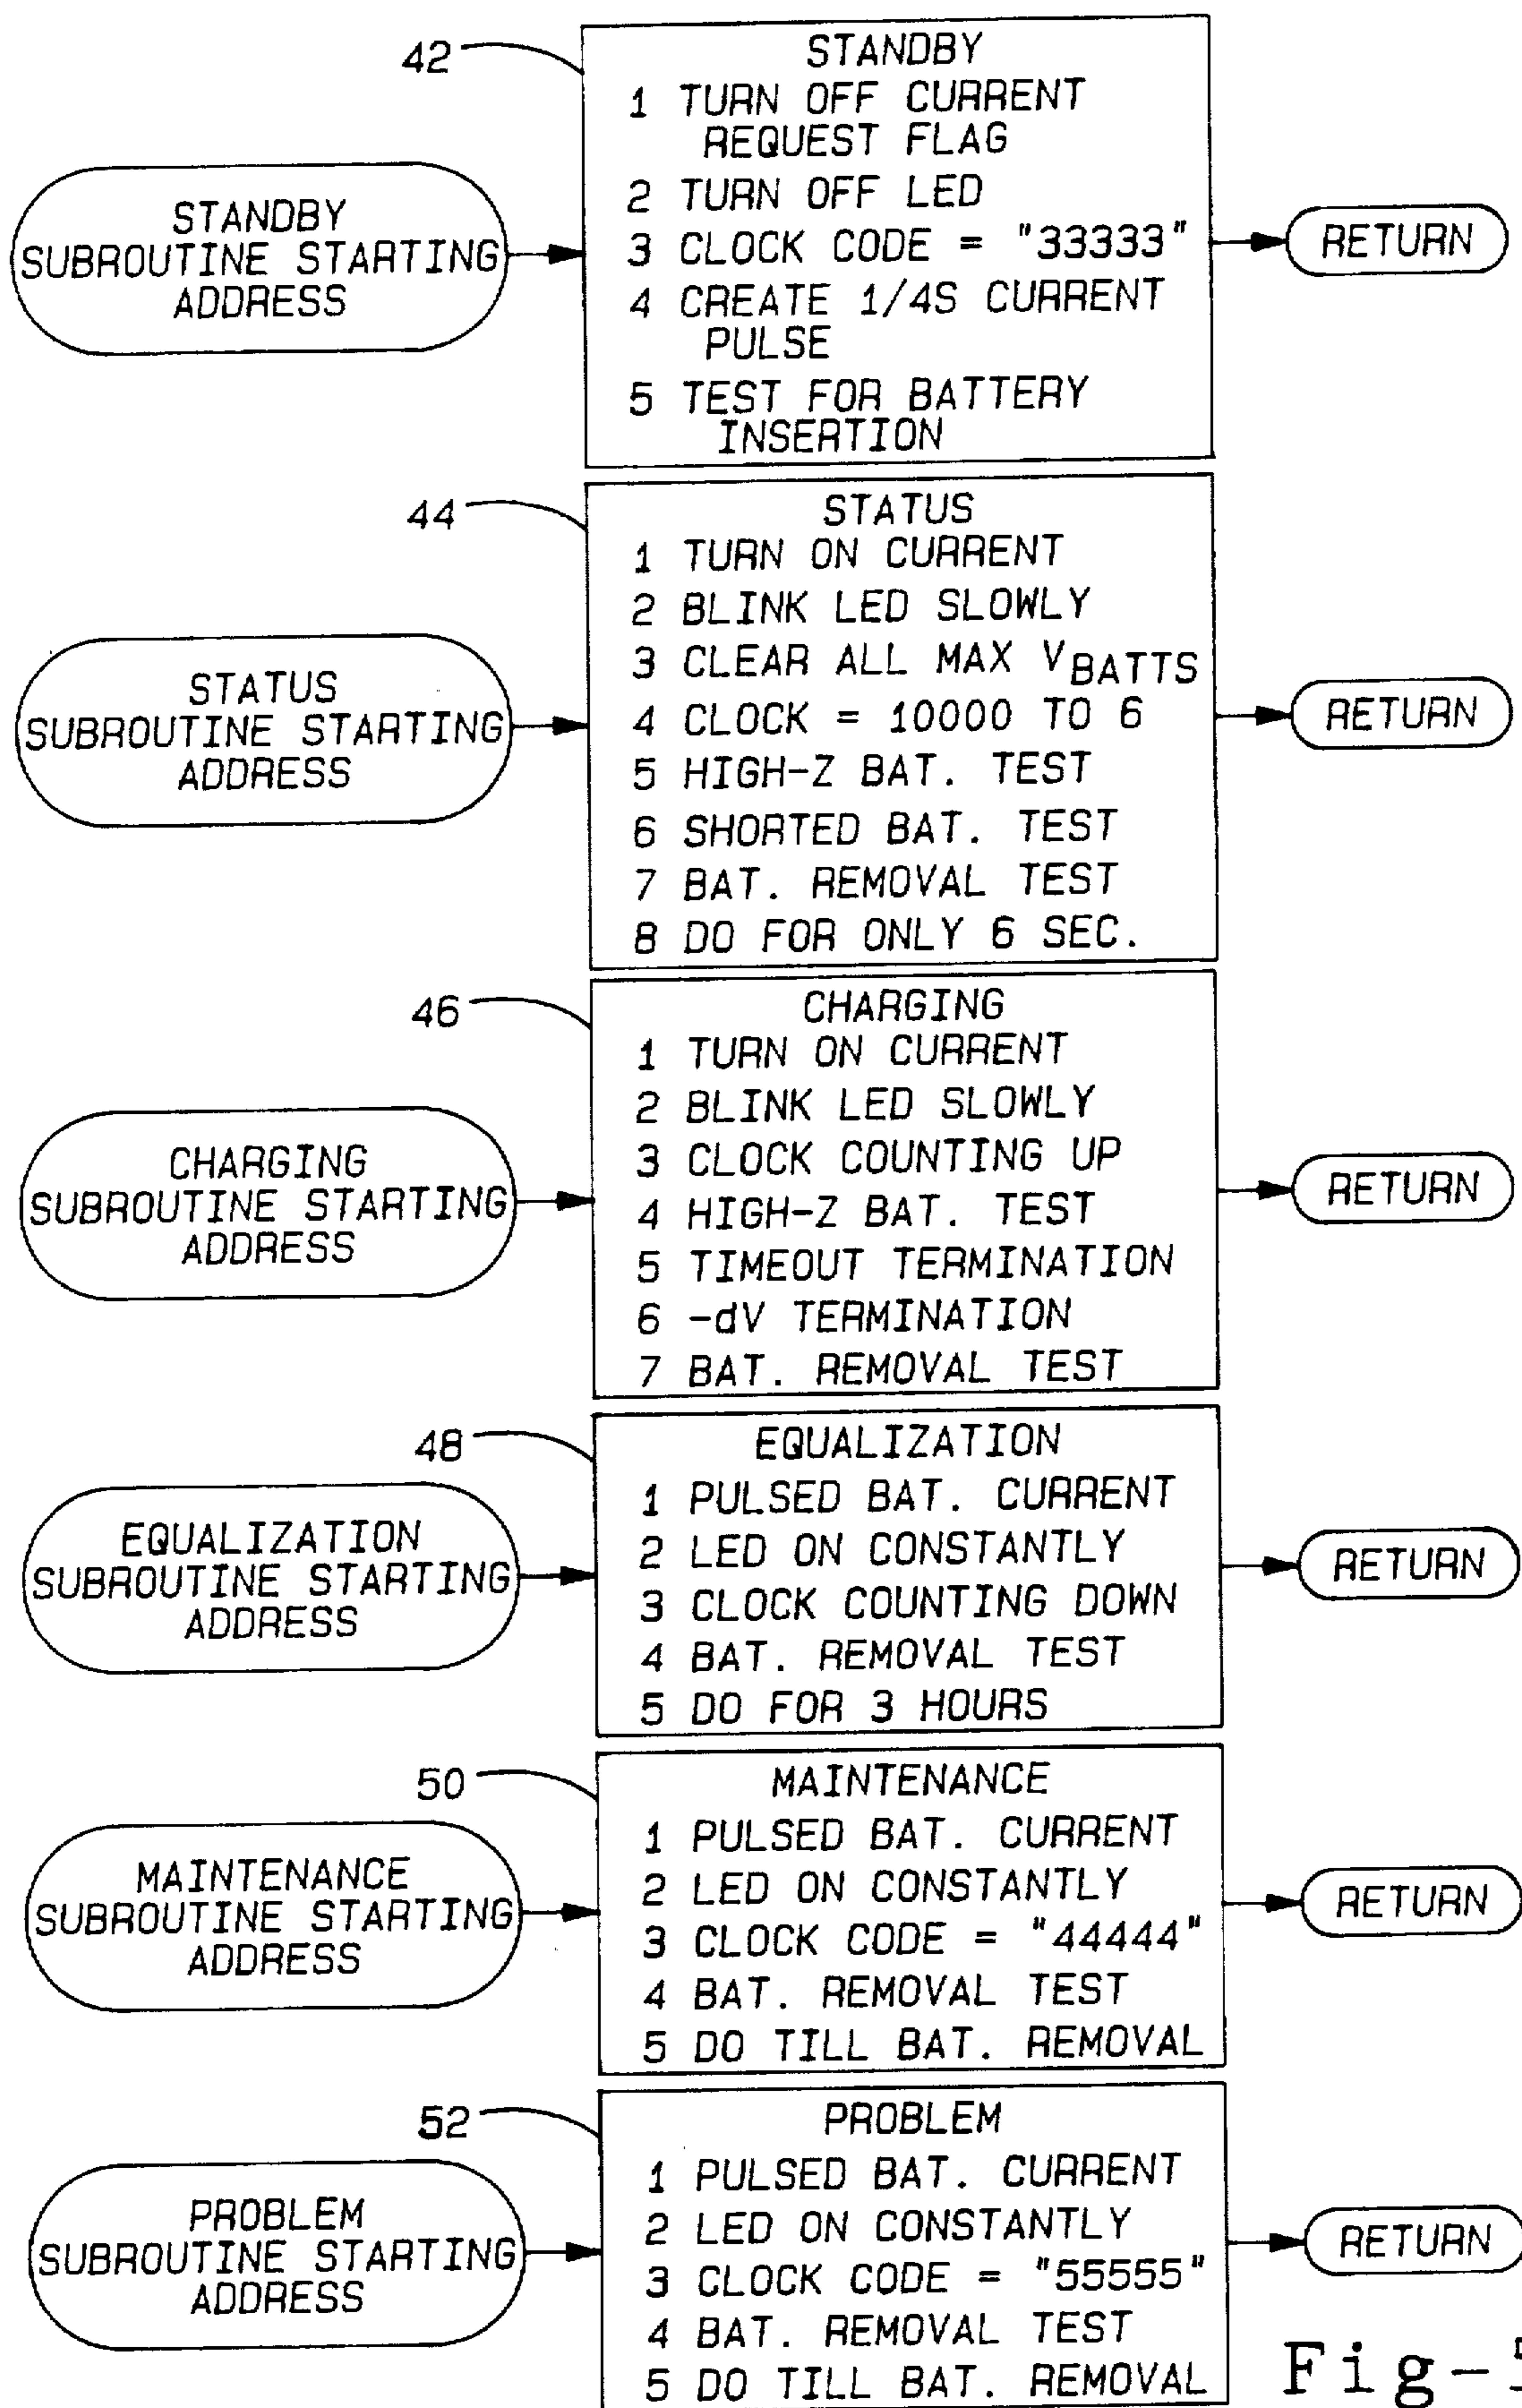 42
STANDBY
1 TURN OFF CURRENT
REQUEST FLAG
2 TURN OFF LED
3 CLOCK CODE = "33333"
4 CREATE 1/4S CURRENT
PULSE
5 TEST FOR BATTERY
INSERTION
STANDBY
SUBROUTINE STARTING
ADDRESS
RETURN
44
STATUS
1 TURN ON CURRENT
2 BLINK LED SLOWLY
3 CLEAR ALL MAX VBATTS
4 CLOCK = 10000 TO 6
5 HIGH-Z BAT. TEST
6 SHORTED BAT. TEST
7 BAT. REMOVAL TEST
8 DO FOR ONLY 6 SEC.
STATUS
SUBROUTINE STARTING
ADDRESS
RETURN
46
CHARGING
1 TURN ON CURRENT
2 BLINK LED SLOWLY
3 CLOCK COUNTING UP
4 HIGH-Z BAT. TEST
5 TIMEOUT TERMINATION
6 -dV TERMINATION
7 BAT. REMOVAL TEST
CHARGING
SUBROUTINE STARTING
ADDRESS
RETURN
48
EQUALIZATION
1 PULSED BAT. CURRENT
2 LED ON CONSTANTLY
3 CLOCK COUNTING DOWN
4 BAT. REMOVAL TEST
5 DO FOR 3 HOURS
EQUALIZATION
SUBROUTINE STARTING
ADDRESS
RETURN
50
MAINTENANCE
1 PULSED BAT. CURRENT
2 LED ON CONSTANTLY
3 CLOCK CODE = "44444"
4 BAT. REMOVAL TEST
5 DO TILL BAT. REMOVAL
MAINTENANCE
SUBROUTINE STARTING
ADDRESS
RETURN
52
PROBLEM
1 PULSED BAT. CURRENT
2 LED ON CONSTANTLY
3 CLOCK CODE = "55555"
4 BAT. REMOVAL TEST
5 DO TILL BAT. REMOVAL
PROBLEM
SUBROUTINE STARTING
ADDRESS
RETURN
Fig-